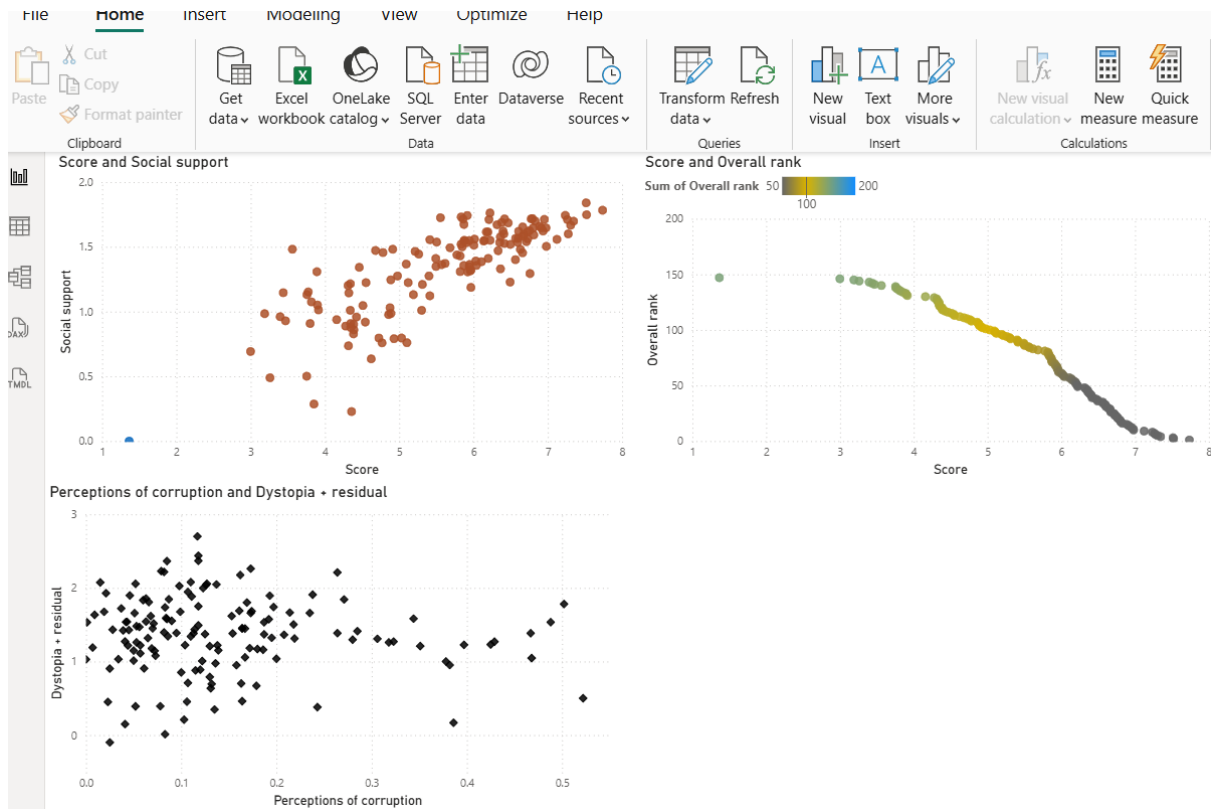 File Home Insert Modeling View Optimize Help
Cut
Copy
Format painter
Paste
Clipboard
Get data
Excel workbook
OneLake catalog
SQL Server
Enter data
Dataverse
Recent sources
Data
Transform data
Refresh
Queries
New visual
Text box
More visuals
Insert
New visual calculation
New measure
Quick measure
Calculations
TMDL
Score and Social support
2.0
1.5
1.0
0.5
0.0
Social support
1 2 3 4 5 6 7 8
Score
Score and Overall rank
Sum of Overall rank 50 200
100
200
150
100
50
0
Overall rank
1 2 3 4 5 6 7 8
Score
Perceptions of corruption and Dystopia + residual
3
2
1
0
Dystopia + residual
0.0 0.1 0.2 0.3 0.4 0.5
Perceptions of corruption